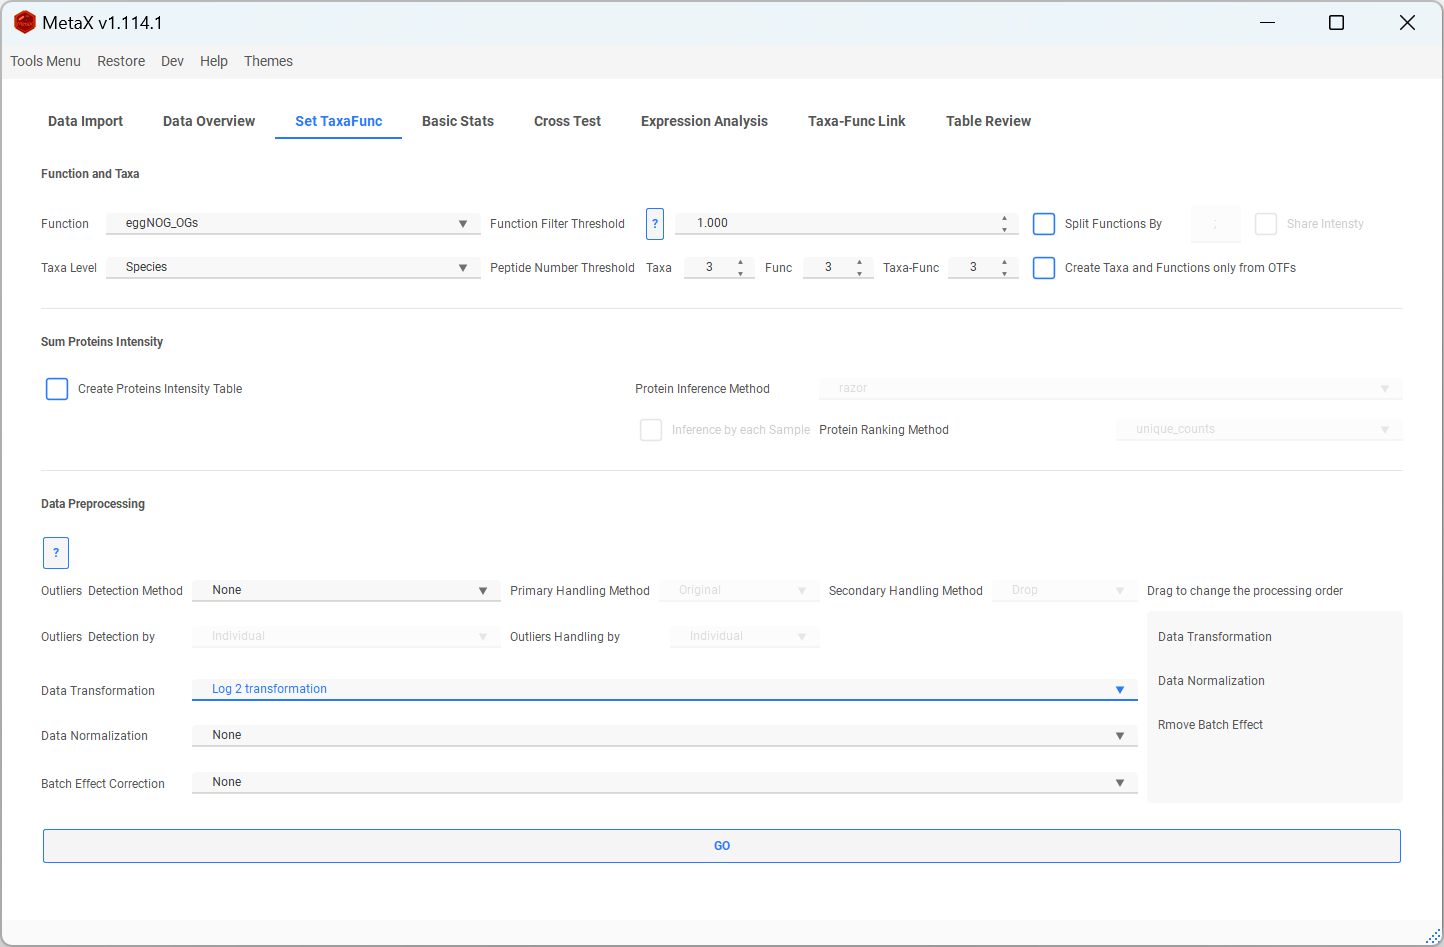 MetaX v1.114.1
Tools Menu Restore Dev Help Themes
Data Import Data Overview Set TaxaFunc Basic Stats Cross Test Expression Analysis Taxa-Func Link Table Review
Function and Taxa
Function eggNOG_OGs Function Filter Threshold ? 1.000 Split Functions By ; Share Intensty
Taxa Level Species Peptide Number Threshold Taxa 3 Func 3 Taxa-Func 3 Create Taxa and Functions only from OTFs
Sum Proteins Intensity
Create Proteins Intensity Table Protein Inference Method razor
Inference by each Sample Protein Ranking Method unique_counts
Data Preprocessing
?
Outliers Detection Method None Primary Handling Method Original Secondary Handling Method Drop Drag to change the processing order
Outliers Detection by Individual Outliers Handling by Individual Data Transformation
Data Normalization
Data Transformation Log 2 transformation
Rmove Batch Effect
Data Normalization None
Batch Effect Correction None
GO